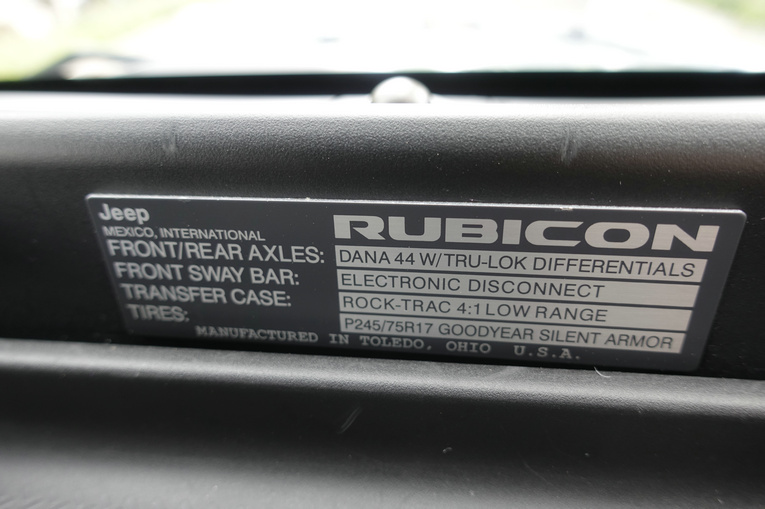 Jeep
MEXICO, INTERNATIONAL
RUBICON
FRONT/REAR AXLES: DANA 44 W/TRU-LOK DIFFERENTIALS
FRONT SWAY BAR: ELECTRONIC DISCONNECT
TRANSFER CASE: ROCK-TRAC 4:1 LOW RANGE
TIRES: P245/75R17 GOODYEAR SILENT ARMOR
MANUFACTURED IN TOLEDO, OHIO U.S.A.